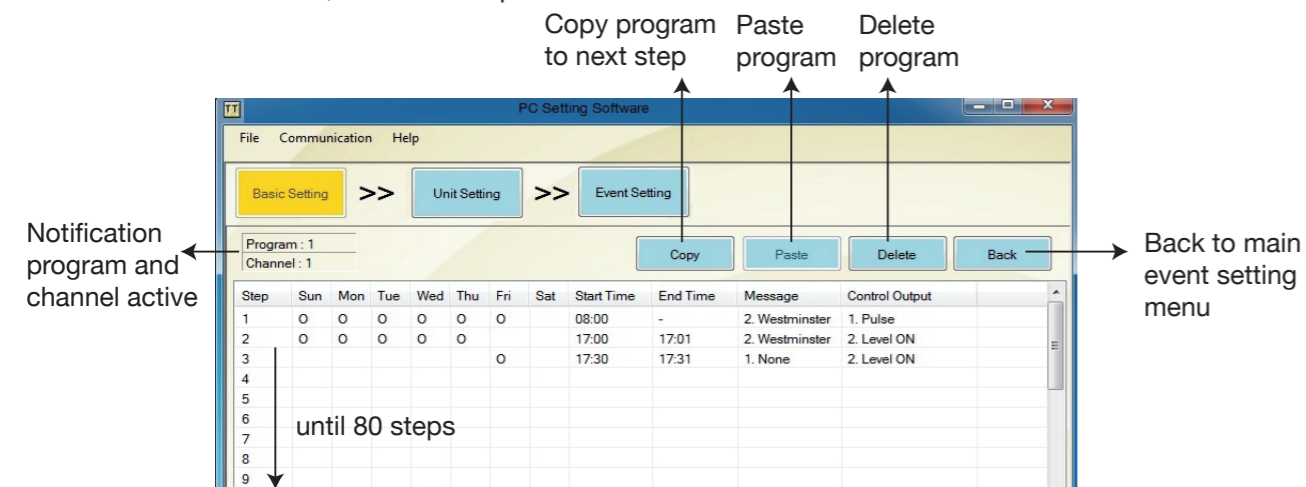 Copy program Paste Delete
to next step program program
TT PC Setting Software
File Communication Help
Basic Setting >> Unit Setting >> Event Setting
Notification
program and
channel active
Program : 1
Channel : 1
Copy Paste Delete Back
Back to main
event setting
menu
Step Sun Mon Tue Wed Thu Fri Sat Start Time End Time Message Control Output
1 O O O O O O 08:00 - 2. Westminster 1. Pulse
2 O O O O O 17:00 17:01 2. Westminster 2. Level ON
3 O 17:30 17:31 1. None 2. Level ON
4
5
6
7
8
9
until 80 steps